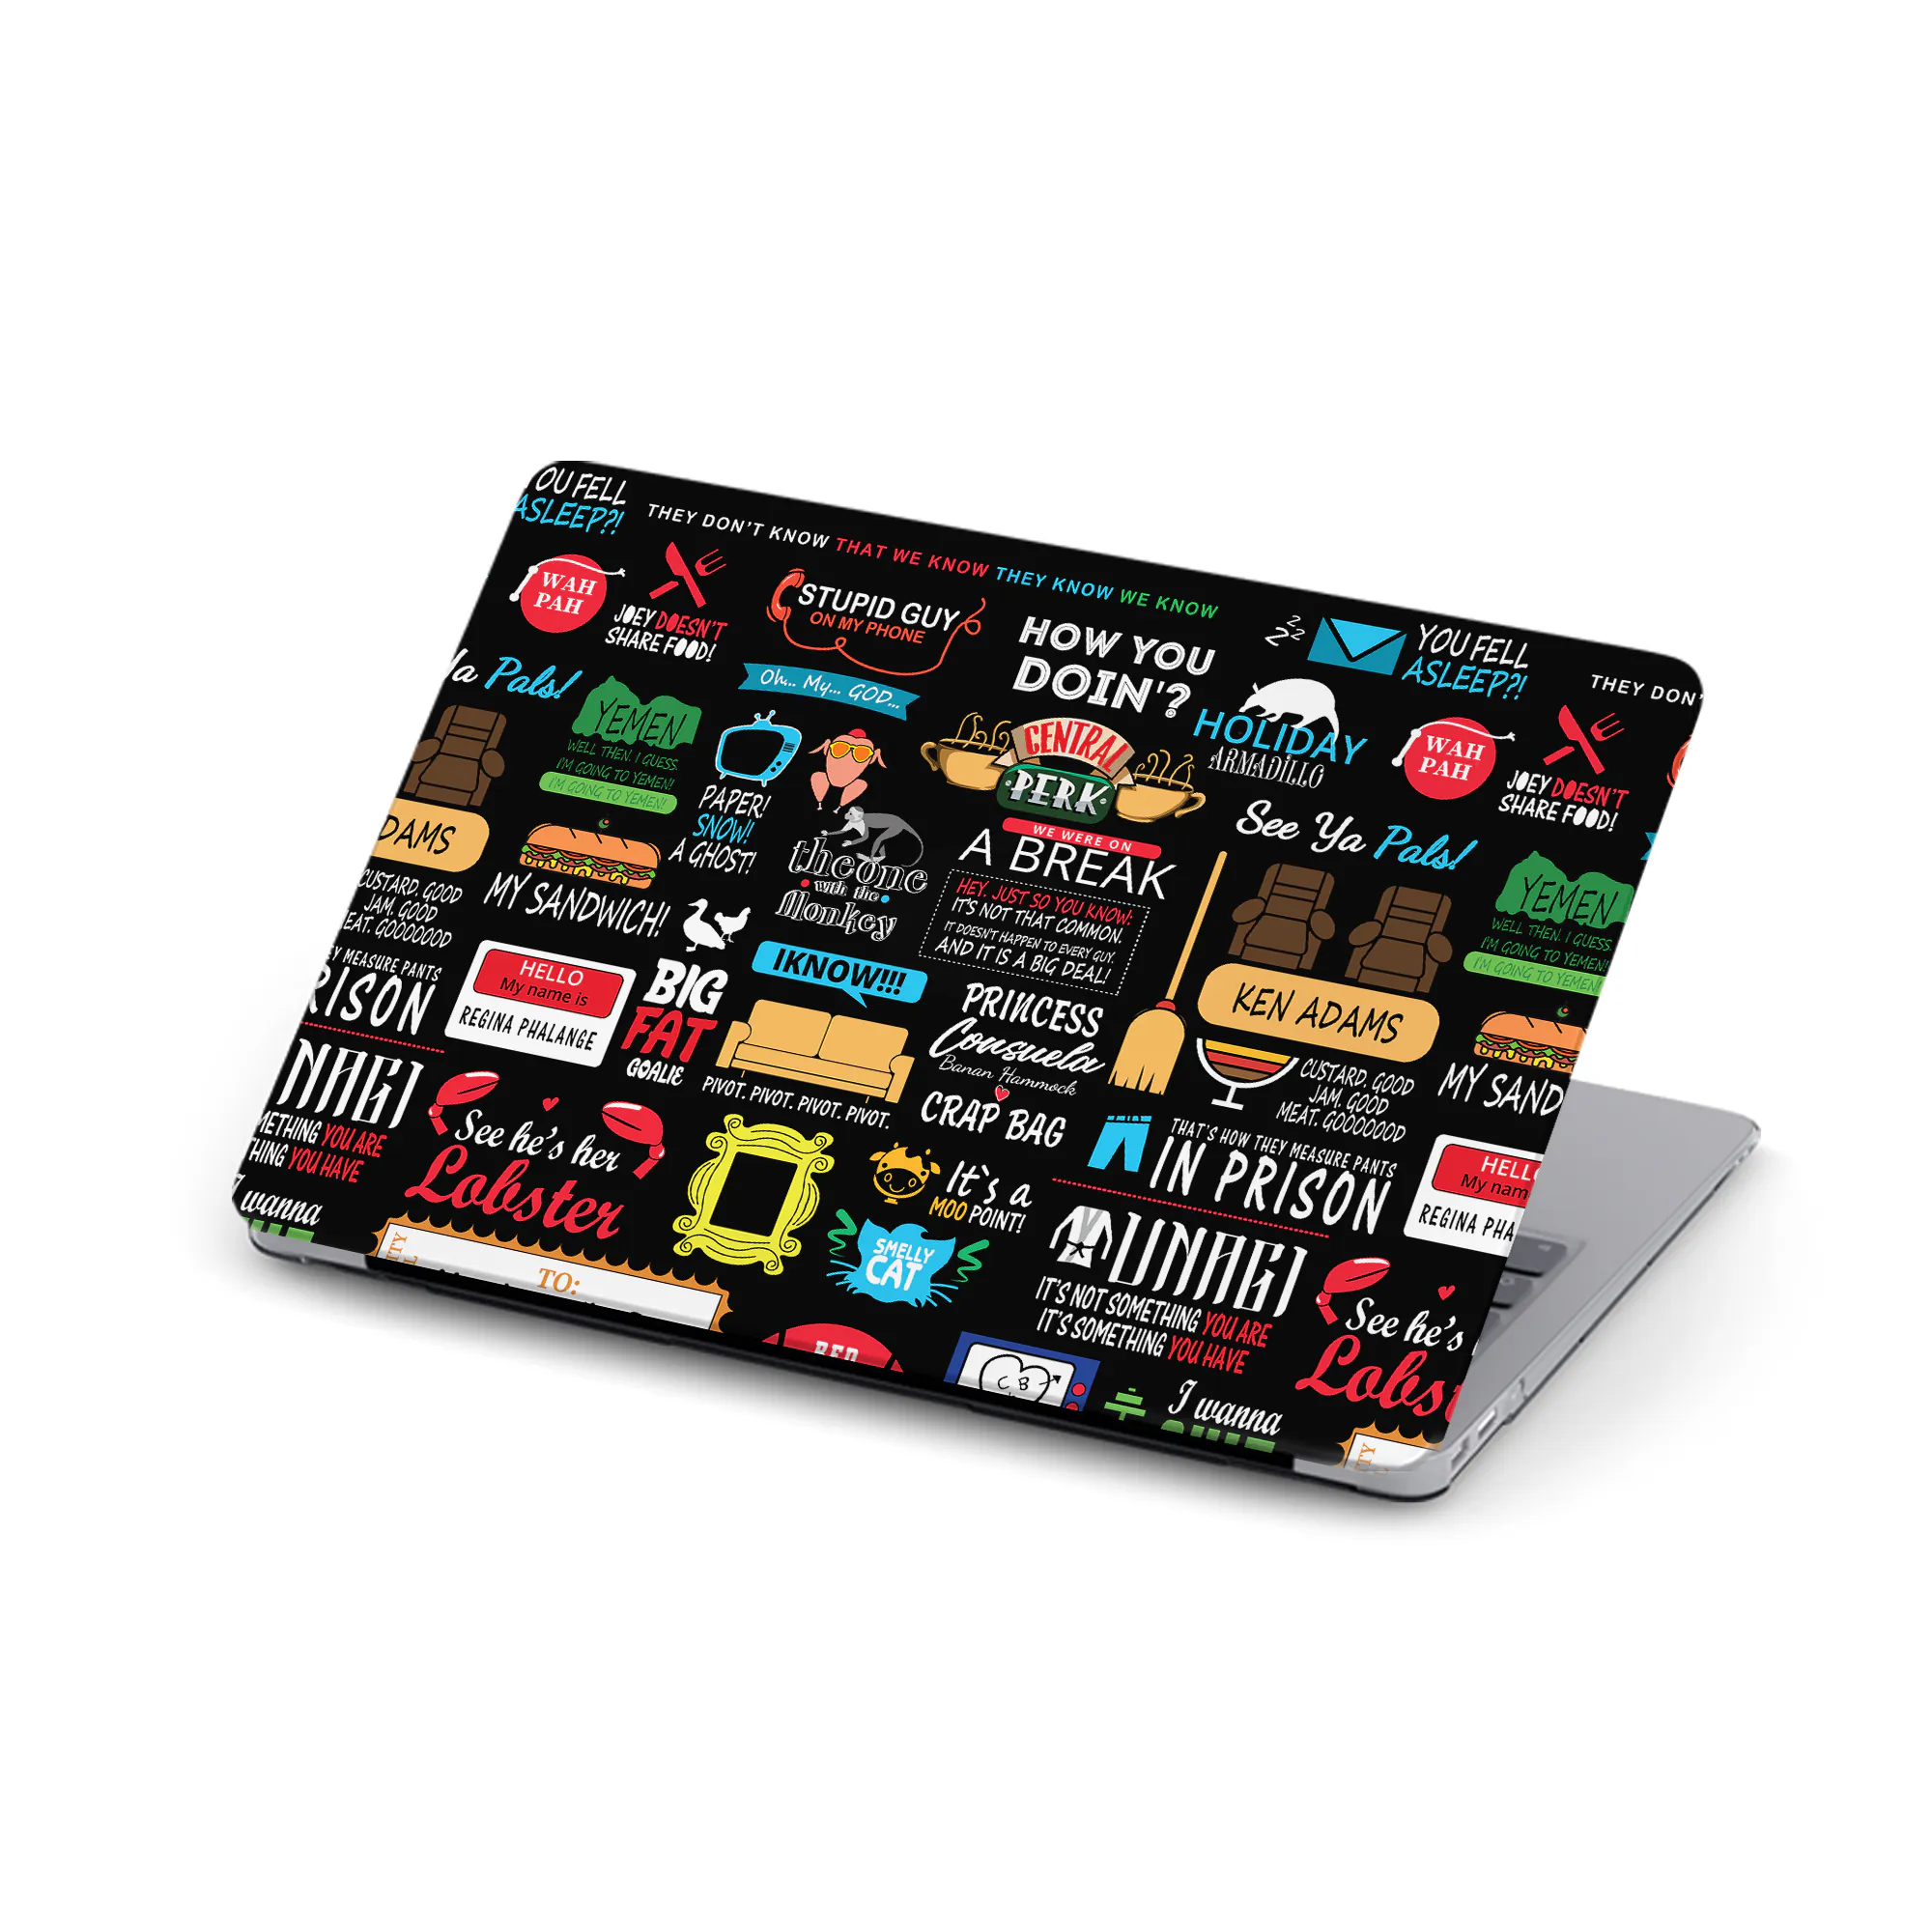 OU FELL
ASLEEP?!
THEY DON'T KNOW THAT WE KNOW THEY KNOW WE KNOW
WAH
PAH
JOEY DOESN'T
SHARE FOOD!
STUPID GUY
ON MY PHONE
HOW YOU
DOIN'?
YOU FELL
ASLEEP?!
THEY DON'
Ya Pals!
Oh... My... GOD...
HOLIDAY
ARMADILLO
WAH
PAH
JOEY DOESN'T
SHARE FOOD!
YEMEN
WELL THEN, I GUESS
I'M GOING TO YEMEN!
I'M GOING TO YEMEN!
CENTRAL
PERK
PAPER!
SNOW!
A GHOST!
See Ya Pals!
DAMS
the one
with the
Monkey
WE WERE ON
A BREAK
YEMEN
WELL THEN, I GUESS
I'M GOING TO YEMEN!
I'M GOING TO YEMEN!
CUSTARD, GOOD
JAM, GOOD
EAT, GOOOOOOD
MY SANDWICH!
HEY, JUST SO YOU KNOW:
IT'S NOT THAT COMMON,
IT DOESN'T HAPPEN TO EVERY GUY,
AND IT IS A BIG DEAL!
EY MEASURE PANTS
RISON
HELLO
My name is
REGINA PHALANGE
BIG
FAT
GOALIE
IKNOW!!!
PRINCESS
Consuela
Banan Hammock
CRAP BAG
KEN ADAMS
CUSTARD, GOOD
JAM, GOOD
MEAT, GOOOOOOD
MY SAND
PIVOT. PIVOT. PIVOT. PIVOT.
NAGI
METHING YOU ARE
THING YOU HAVE
See he's her
Lobster
It`s a
MOO POINT!
THAT'S HOW THEY MEASURE PANTS
IN PRISON
HELLO
My nam
REGINA PHA
I wanna
SMELLY
CAT
UNAGI
IT'S NOT SOMETHING YOU ARE
IT'S SOMETHING YOU HAVE
See he's
Lobst
TO:
RED
C B
I wanna